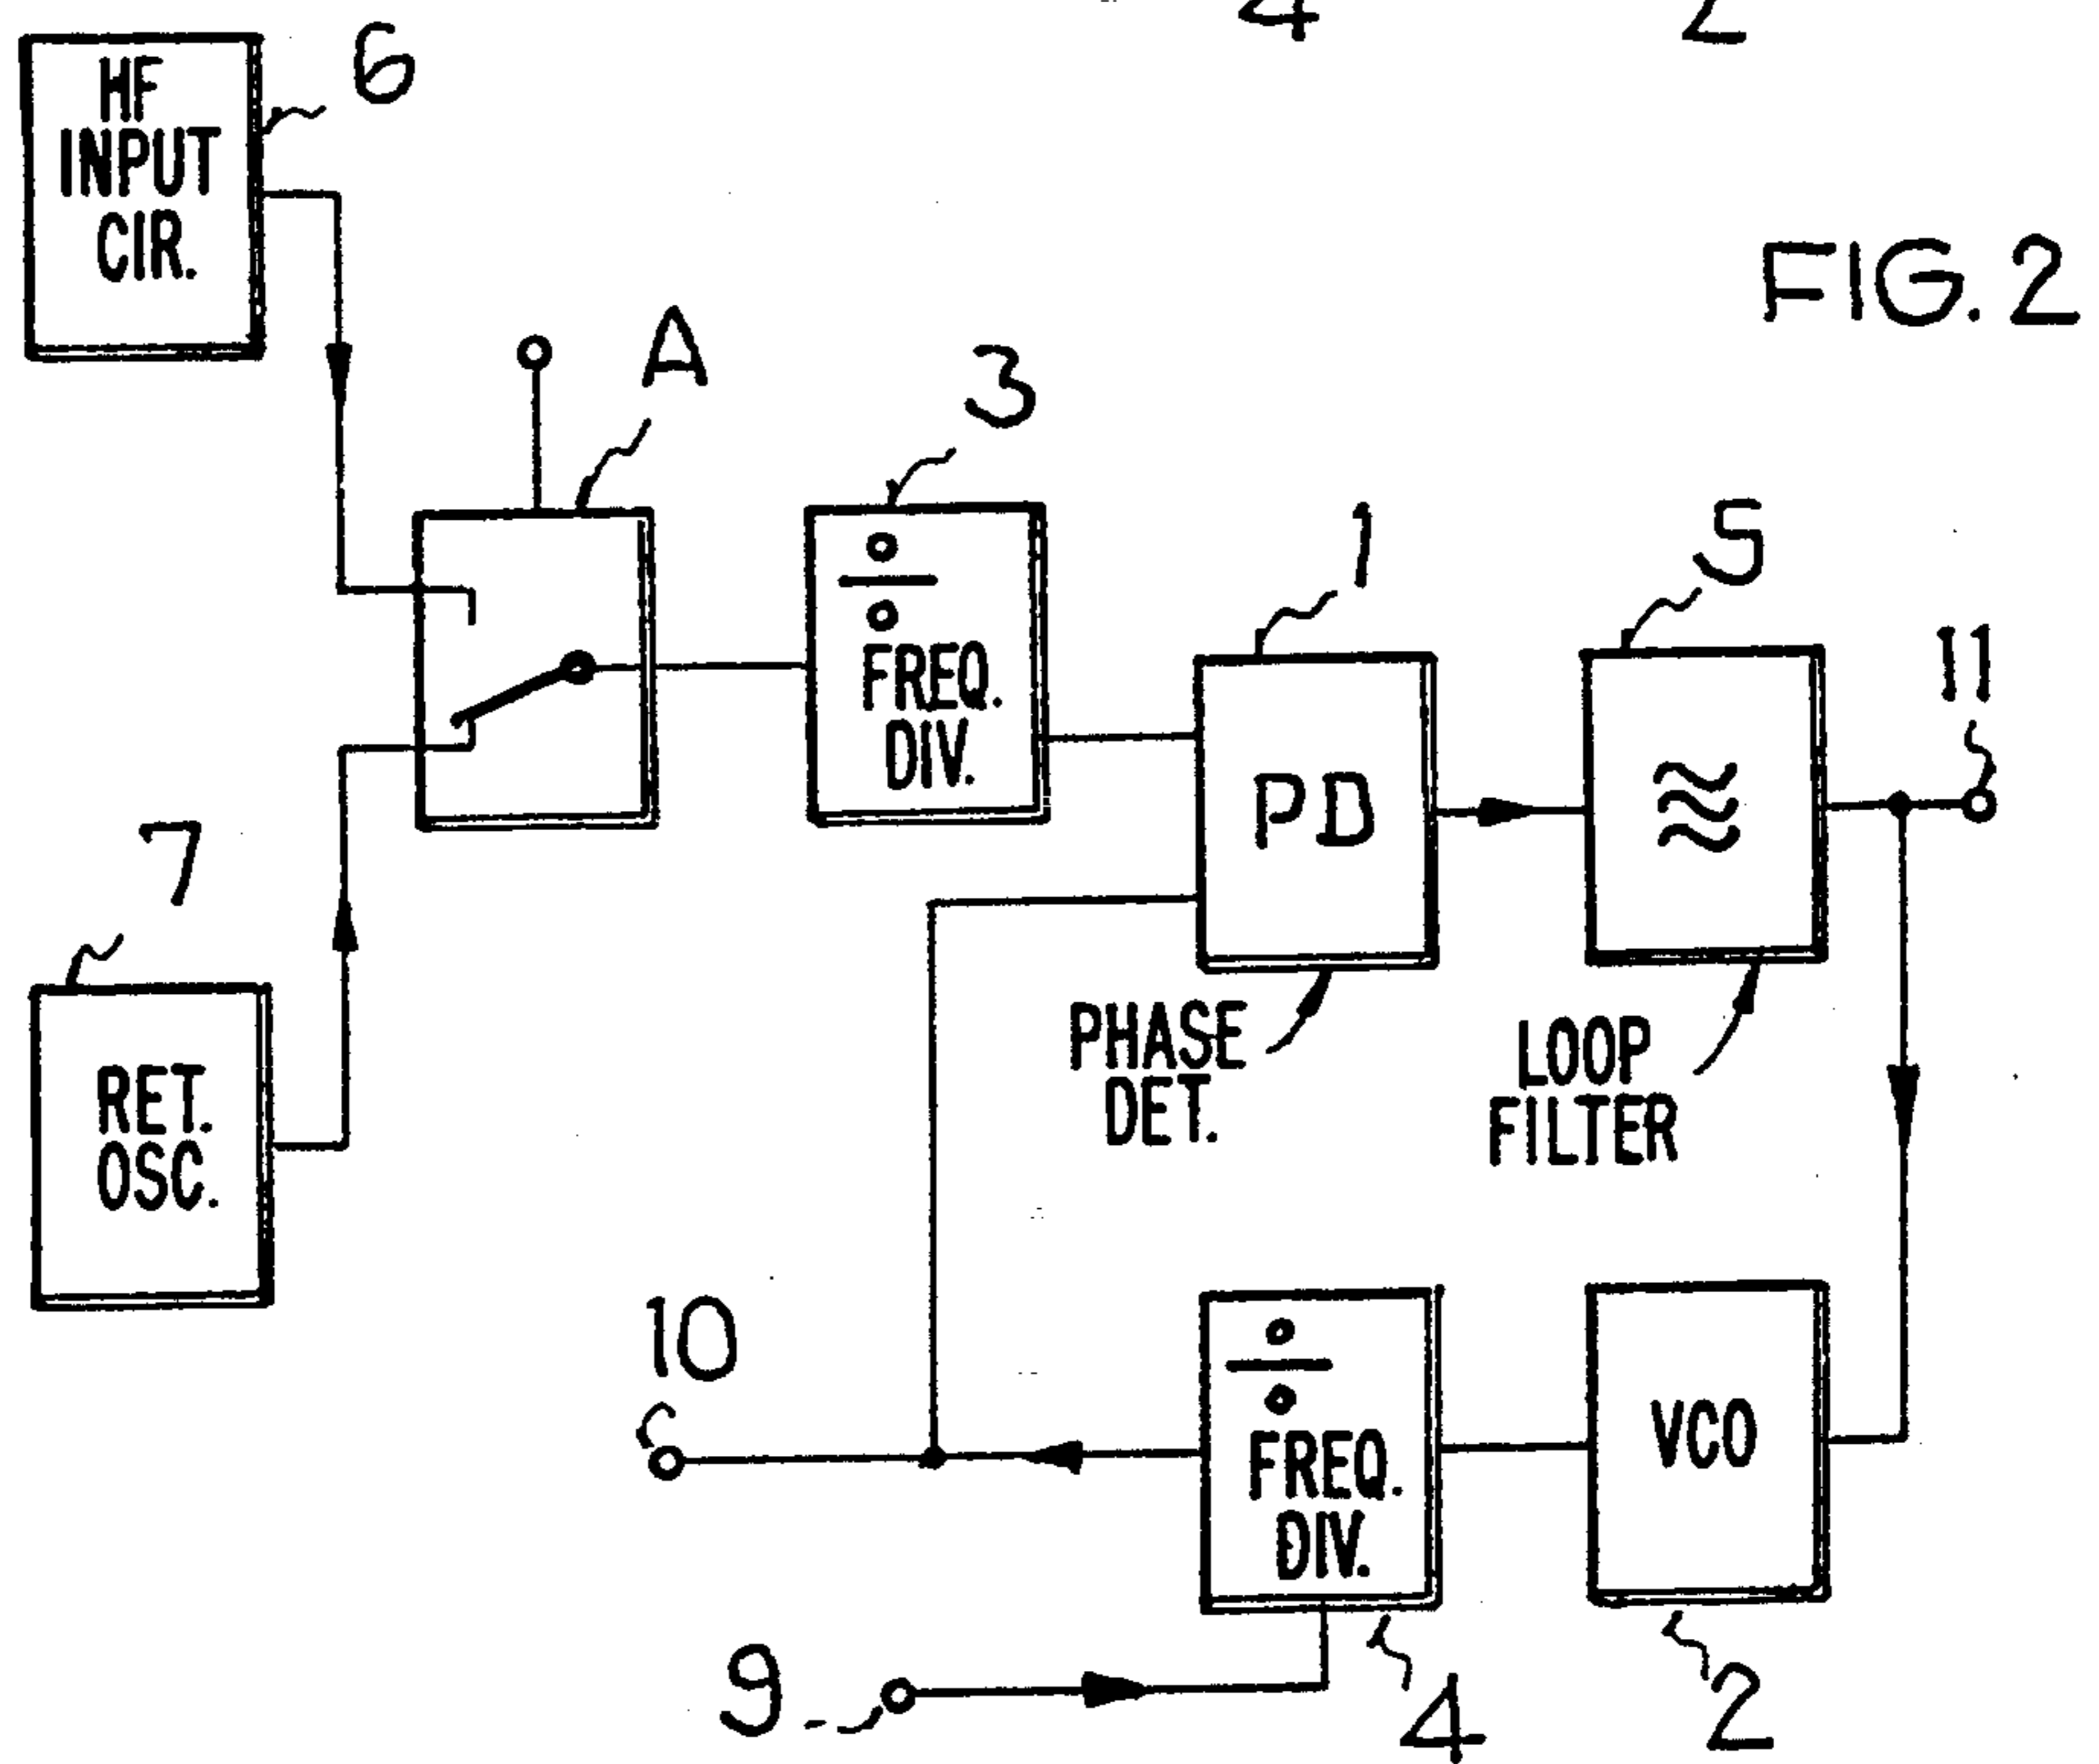 4 2
6
HF
INPUT
CIR.
FIG. 2
A
3
÷
FREQ.
DIV.
1
5
11
PD
≈
7
RET.
OSC.
PHASE
DET.
LOOP
FILTER
10
÷
FREQ.
DIV.
VCO
9
4
2